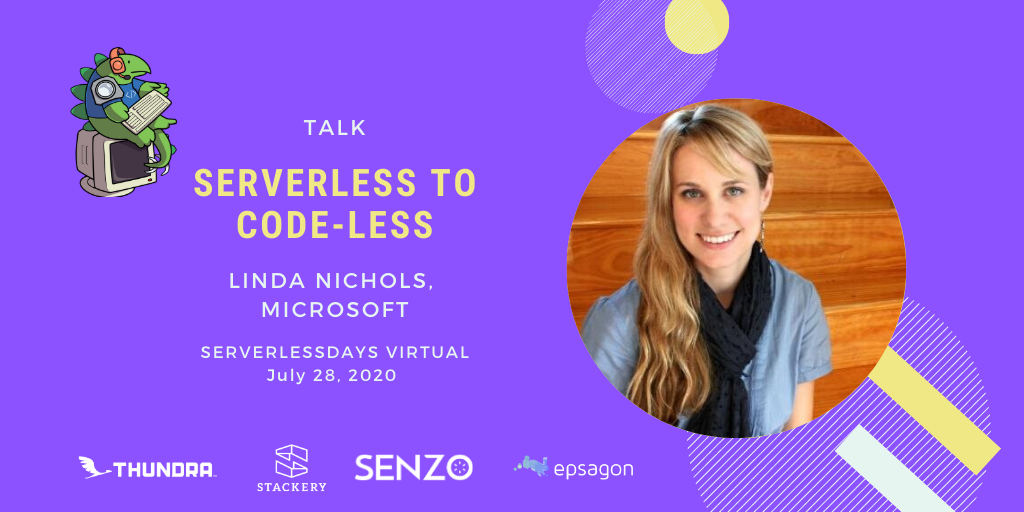 TALK
SERVERLESS TO
CODE-LESS
LINDA NICHOLS,
MICROSOFT
SERVERLESSDAYS VIRTUAL
July 28, 2020
THUNDRA
STACKERY
SENZO
epsagon